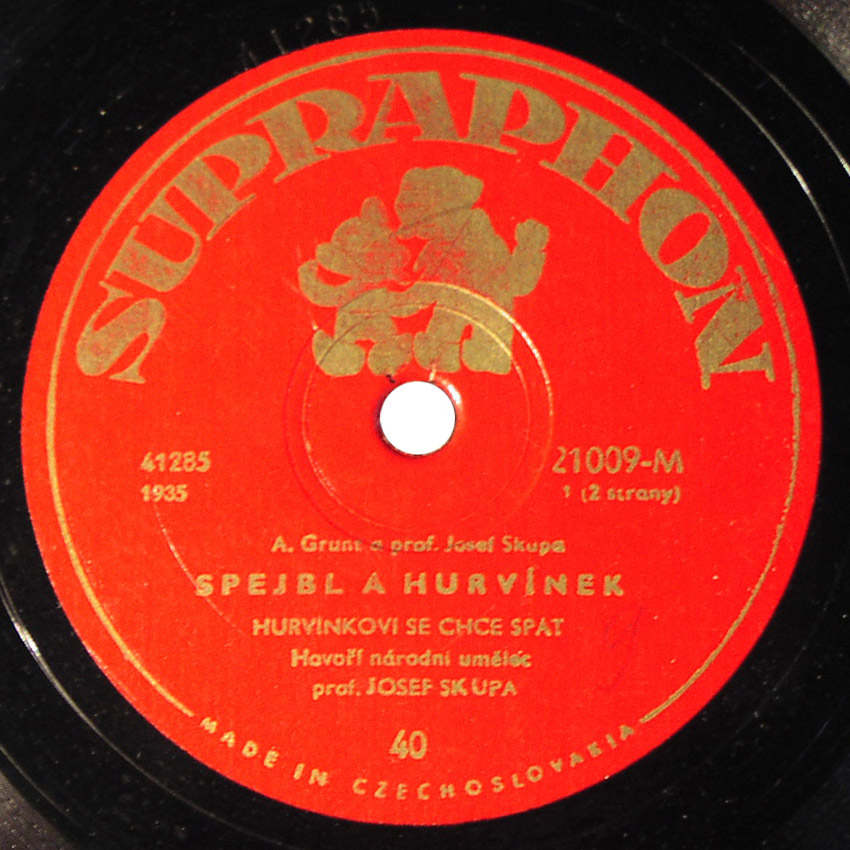 41285
SUPRAPHON
41285
21009-M
1935
1 (2 strany)
A. Grunt a prof. Josef Skupa
SPEJBL A HURVÍNEK
HURVÍNKOVI SE CHCE SPÁT
Hovoří národní umělec
prof. JOSEF SKUPA
40
MADE IN CZECHOSLOVAKIA